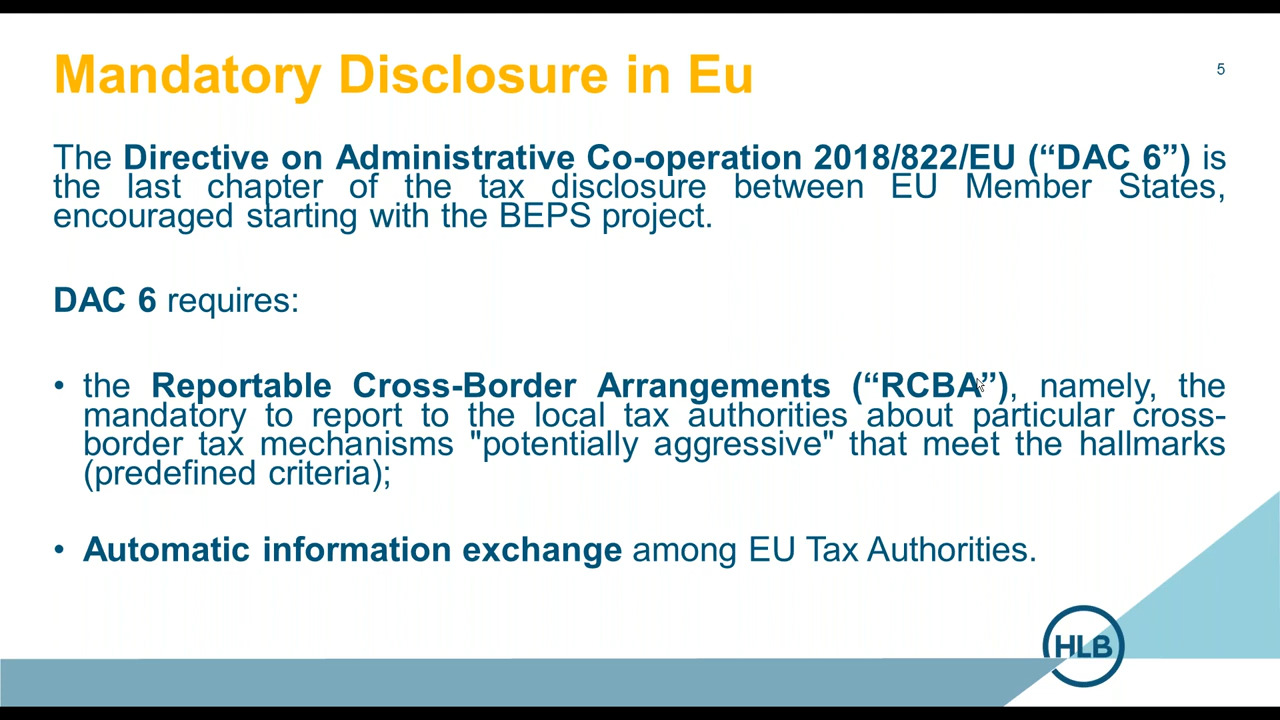 Mandatory Disclosure in Eu
5
The Directive on Administrative Co-operation 2018/822/EU (“DAC 6”) is
the last chapter of the tax disclosure between EU Member States,
encouraged starting with the BEPS project.
DAC 6 requires:
• the Reportable Cross-Border Arrangements (“RCBA”), namely, the
mandatory to report to the local tax authorities about particular cross-
border tax mechanisms "potentially aggressive" that meet the hallmarks
(predefined criteria);
• Automatic information exchange among EU Tax Authorities.
HLB